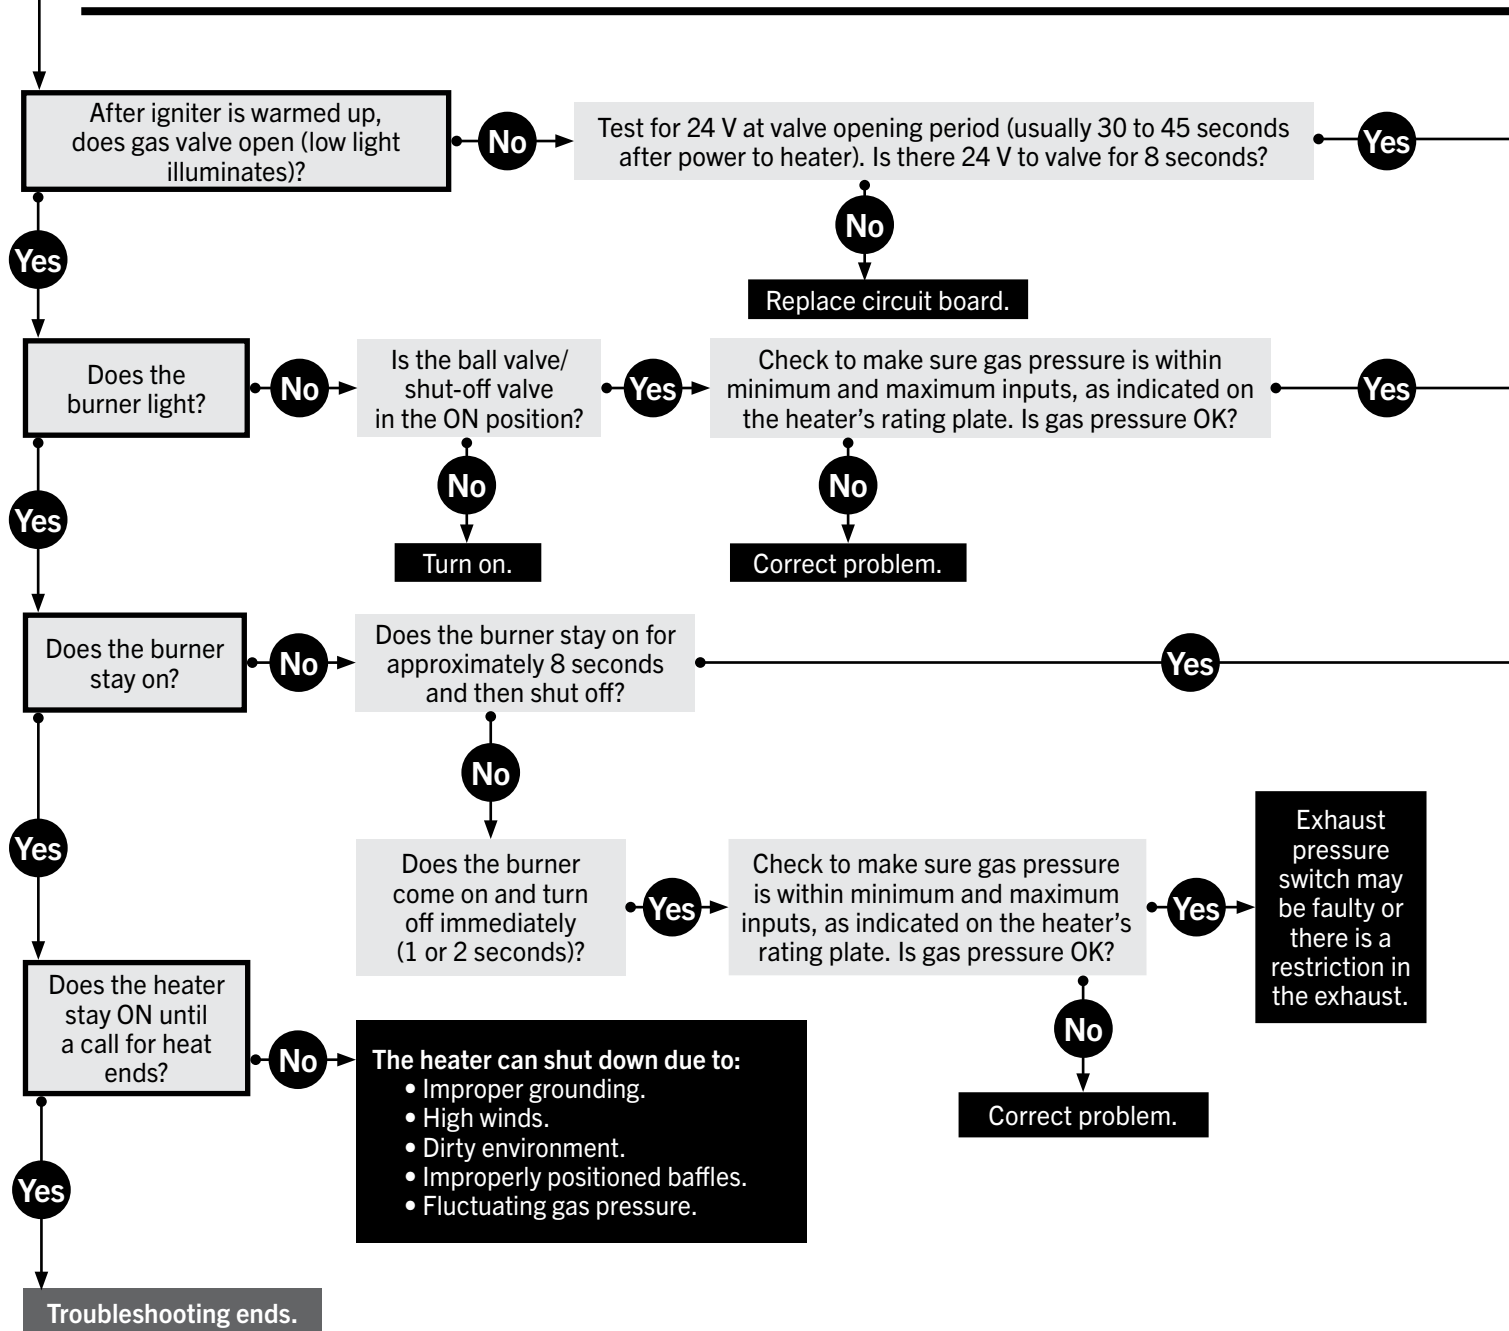 After igniter is warmed up,
does gas valve open (low light
illuminates)?
No
Test for 24 V at valve opening period (usually 30 to 45 seconds
after power to heater). Is there 24 V to valve for 8 seconds?
Yes
No
Replace circuit board.
Yes
Does the
burner light?
No
Is the ball valve/
shut-off valve
in the ON position?
Yes
Check to make sure gas pressure is within
minimum and maximum inputs, as indicated on
the heater’s rating plate. Is gas pressure OK?
Yes
No
Turn on.
No
Correct problem.
Yes
Does the burner
stay on?
No
Does the burner stay on for
approximately 8 seconds
and then shut off?
Yes
No
Does the burner
come on and turn
off immediately
(1 or 2 seconds)?
Yes
Check to make sure gas pressure
is within minimum and maximum
inputs, as indicated on the heater’s
rating plate. Is gas pressure OK?
Yes
Exhaust
pressure
switch may
be faulty or
there is a
restriction in
the exhaust.
No
Correct problem.
Yes
Does the heater
stay ON until
a call for heat
ends?
No
The heater can shut down due to:
• Improper grounding.
• High winds.
• Dirty environment.
• Improperly positioned baffles.
• Fluctuating gas pressure.
Yes
Troubleshooting ends.